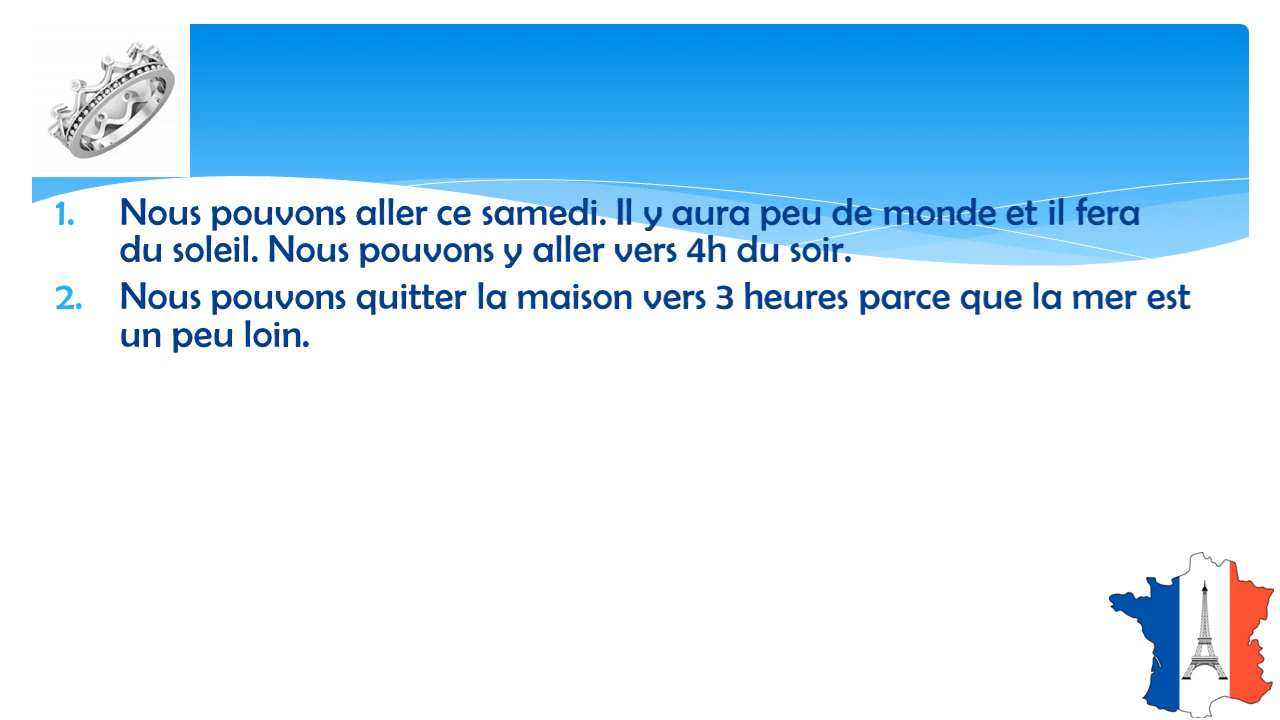 1. Nous pouvons aller ce samedi. Il y aura peu de monde et il fera
du soleil. Nous pouvons y aller vers 4h du soir.
2. Nous pouvons quitter la maison vers 3 heures parce que la mer est
un peu loin.